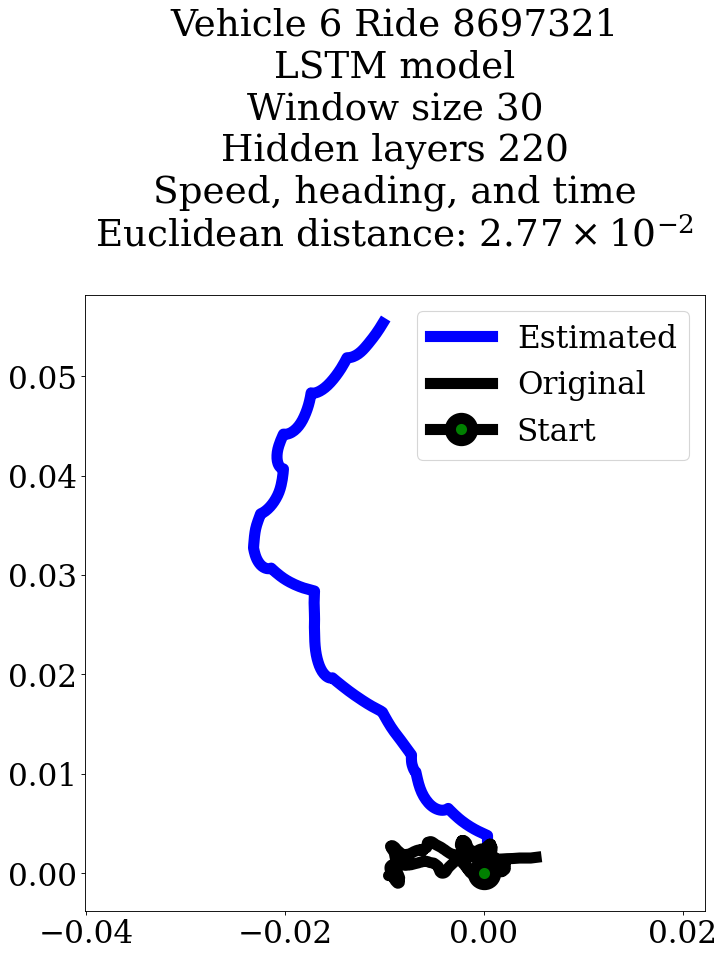 Vehicle 6 Ride 8697321
LSTM model
Window size 30
Hidden layers 220
Speed, heading, and time
Euclidean distance: 2.77 × 10⁻²
Estimated
Original
Start
0.05
0.04
0.03
0.02
0.01
0.00
−0.04
−0.02
0.00
0.02